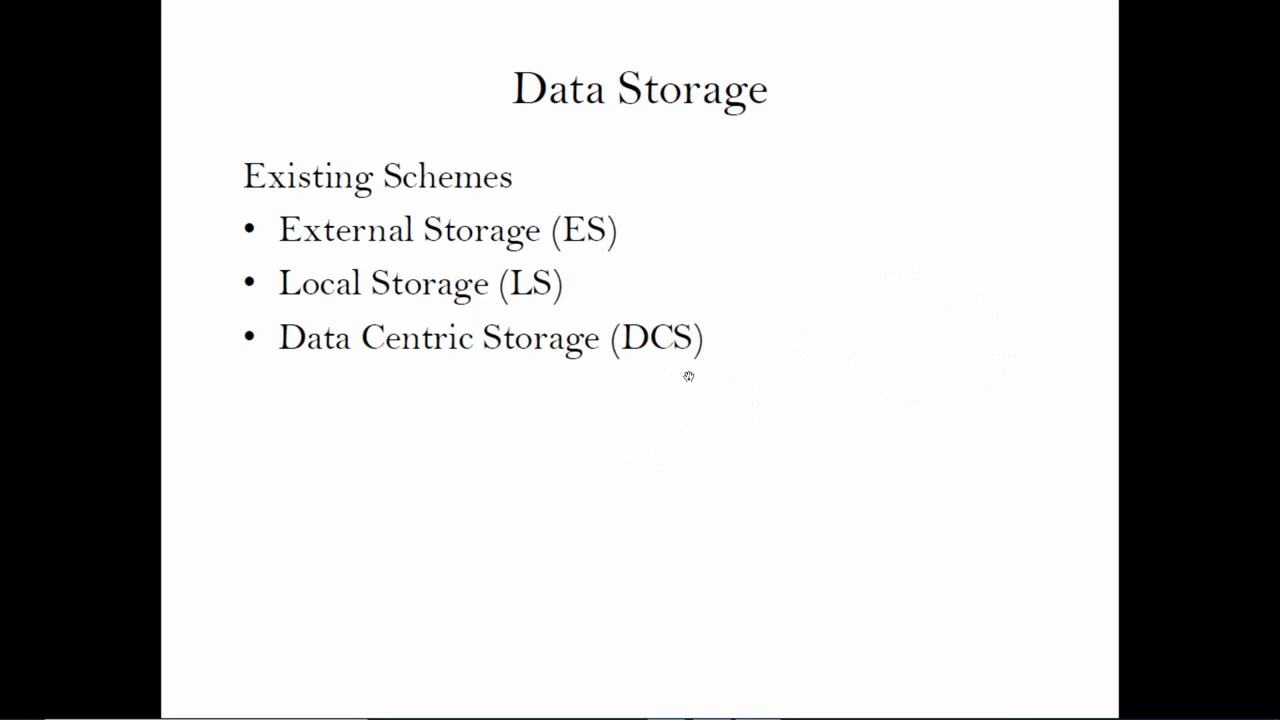 Data Storage
Existing Schemes
• External Storage (ES)
• Local Storage (LS)
• Data Centric Storage (DCS)